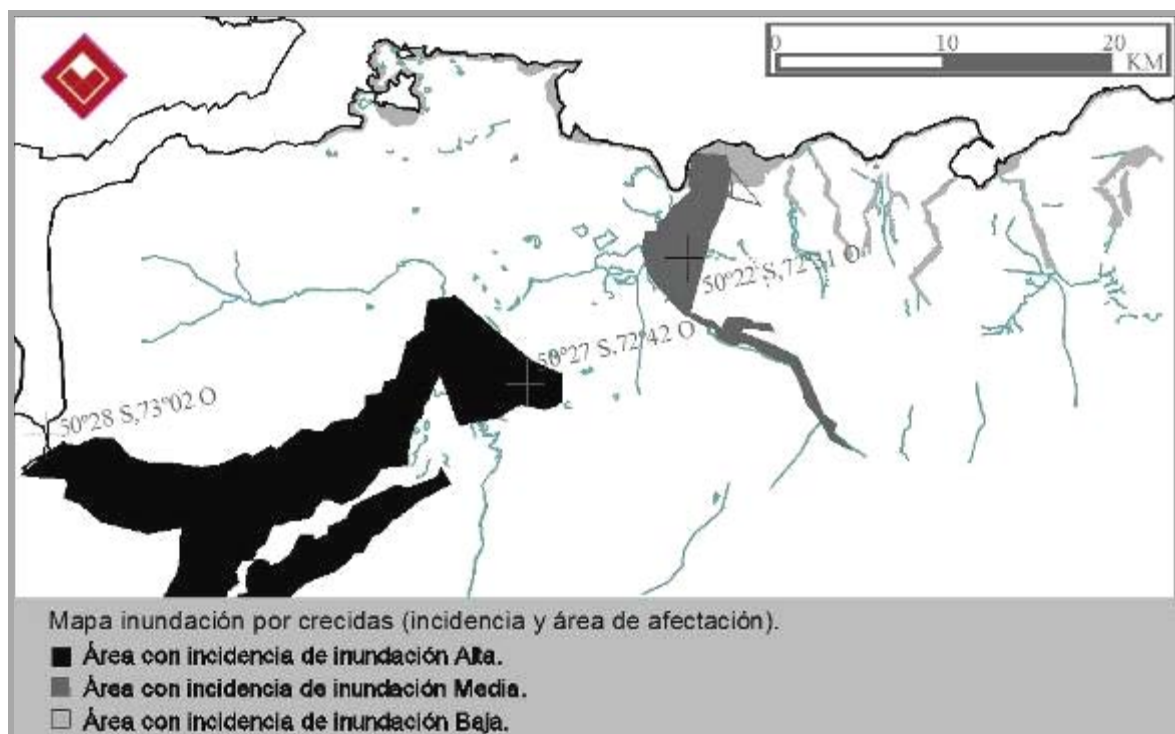 0 10 20
KM
50°22 S,72°31 O
50°27 S,72°42 O
50°28 S,73°02 O
Mapa inundación por crecidas (incidencia y área de afectación).
Área con incidencia de inundación Alta.
Área con incidencia de inundación Media.
Área con incidencia de inundación Baja.